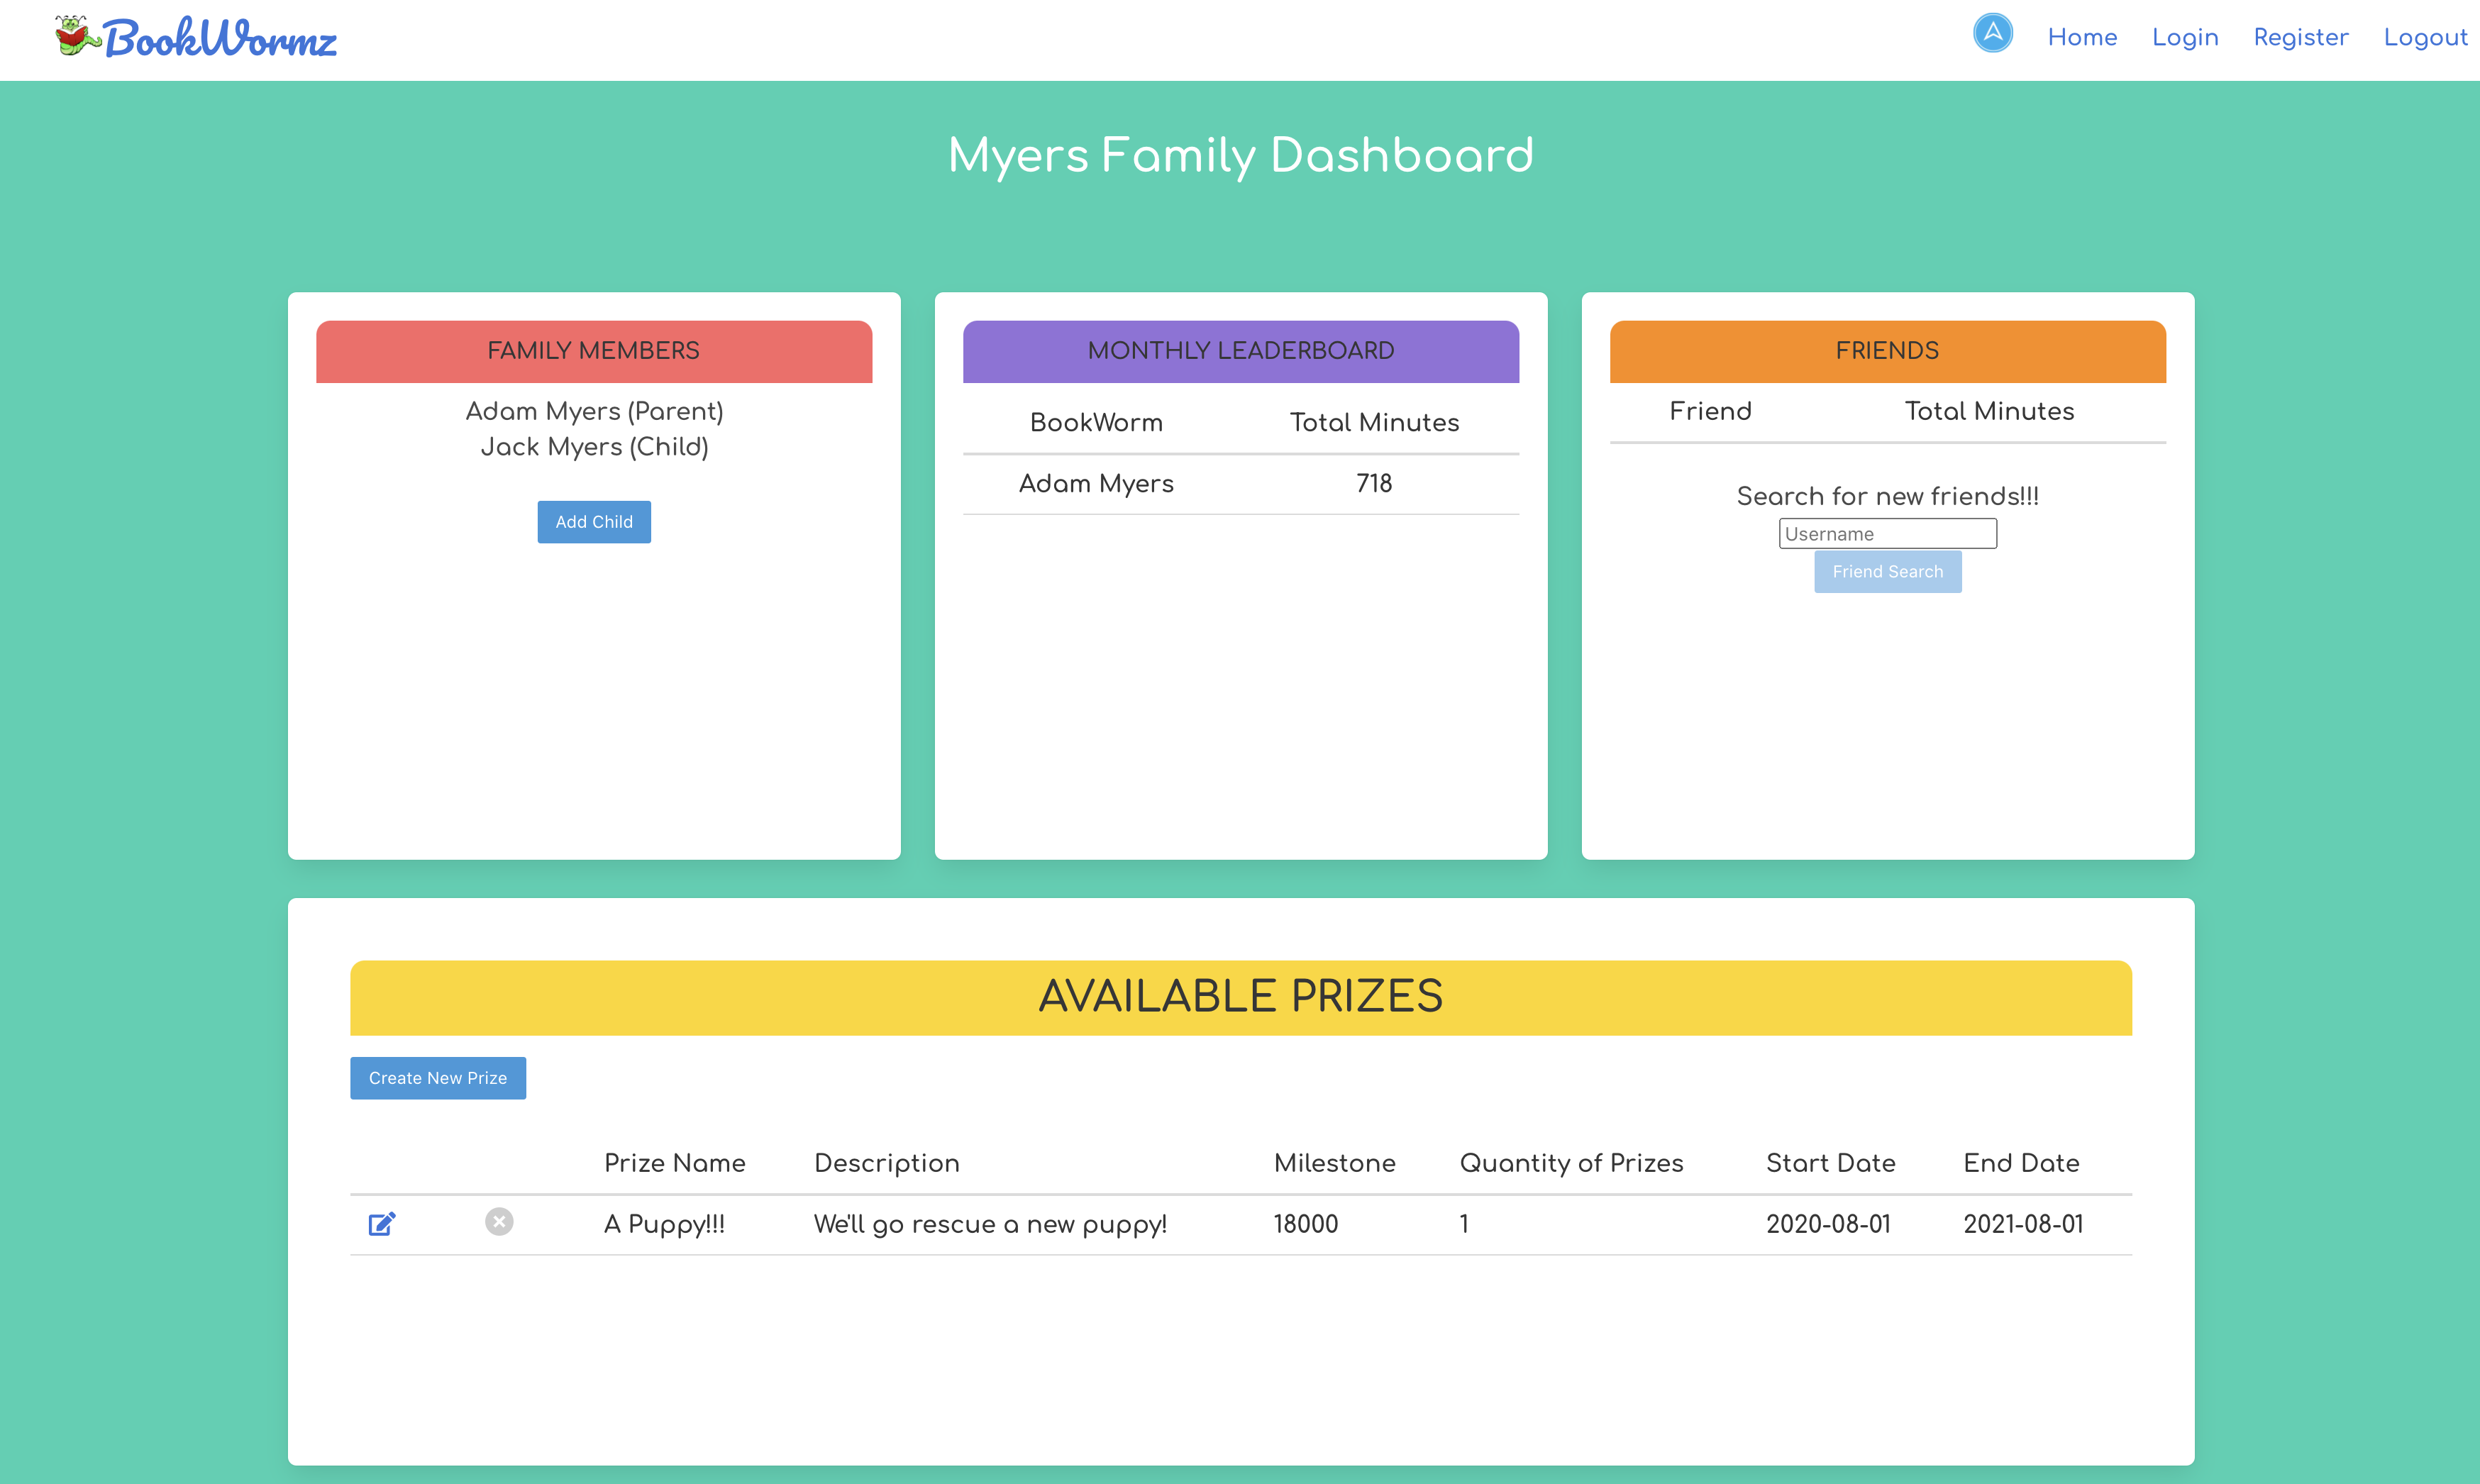 BookWormz
Home Login Register Logout
Myers Family Dashboard
FAMILY MEMBERS
Adam Myers (Parent)
Jack Myers (Child)
Add Child
MONTHLY LEADERBOARD
BookWorm Total Minutes
Adam Myers 718
FRIENDS
Friend Total Minutes
Search for new friends!!!
Username
Friend Search
AVAILABLE PRIZES
Create New Prize
Prize Name Description Milestone Quantity of Prizes Start Date End Date
A Puppy!!! We'll go rescue a new puppy! 18000 1 2020-08-01 2021-08-01